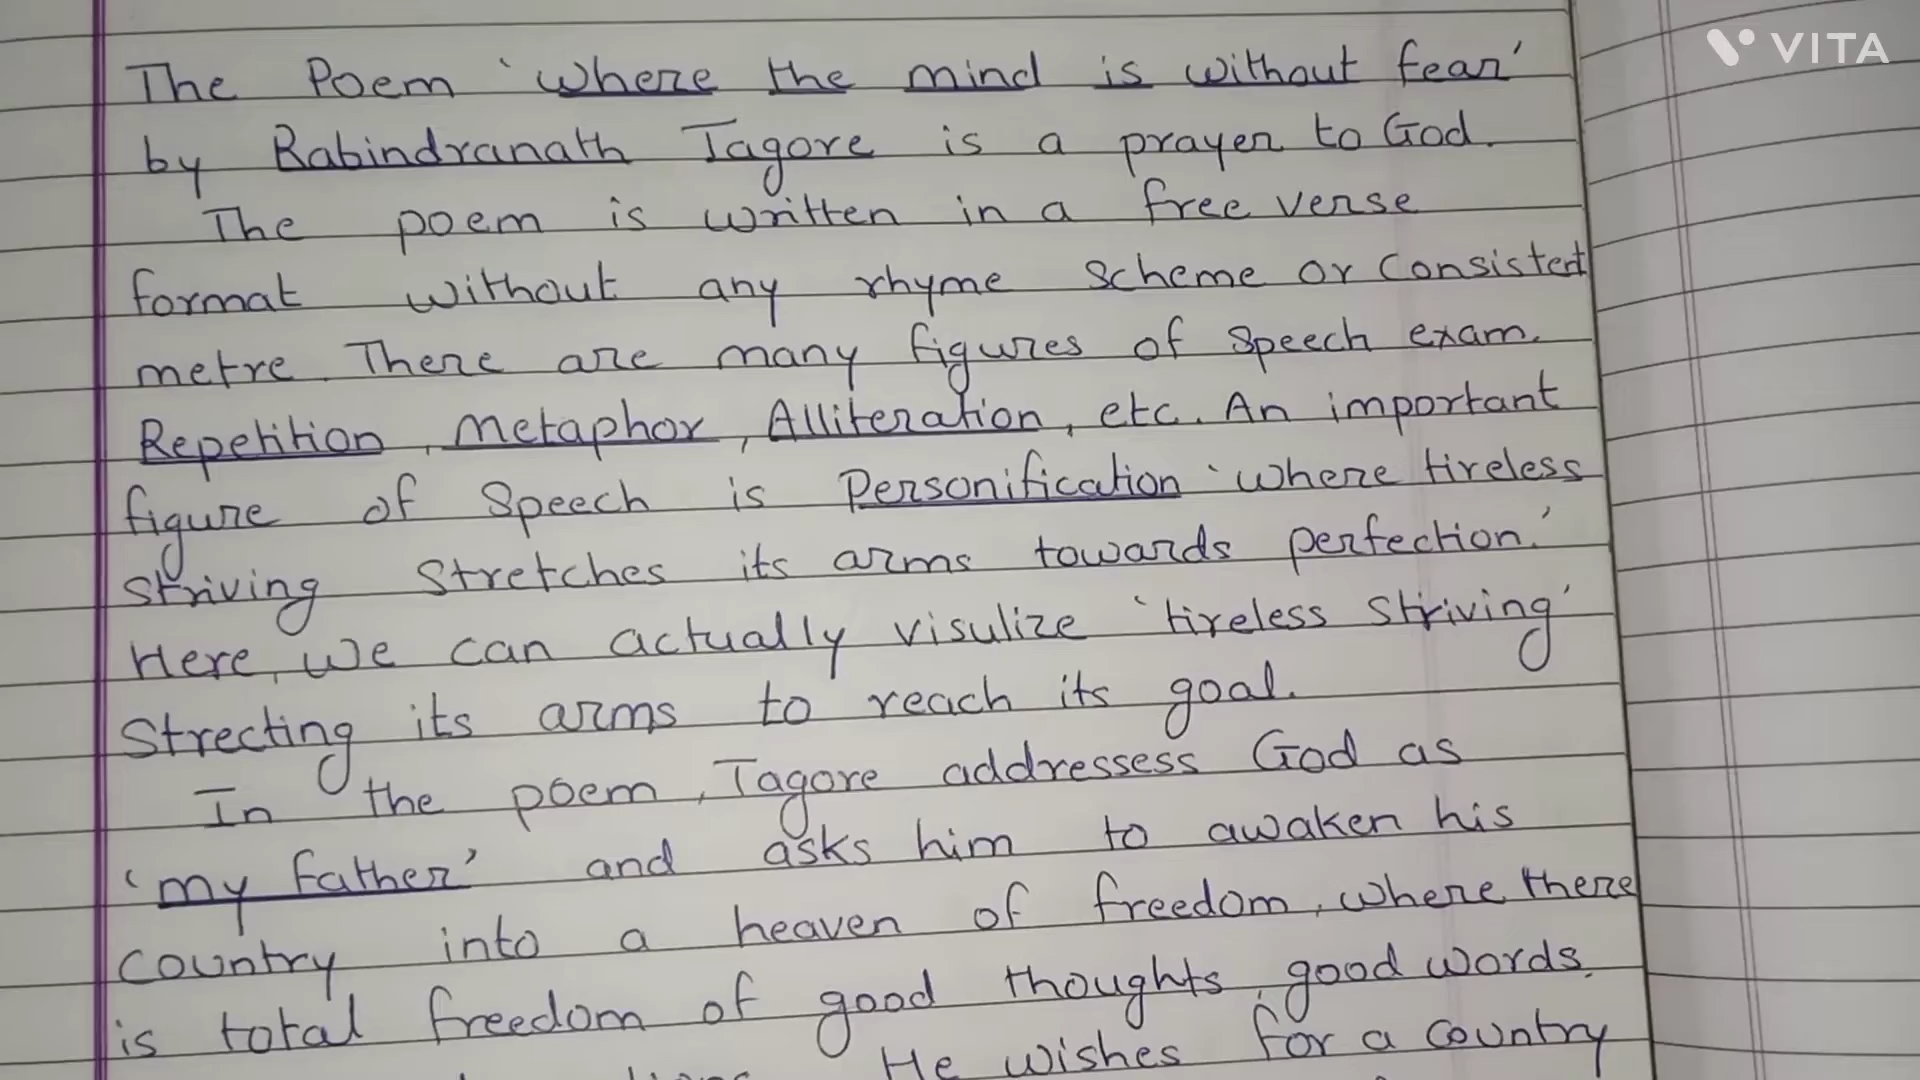 VITA
The Poem 'where the mind is without fear'
by Rabindranath Tagore is a prayer to God.
The poem is written in a free verse
format without any rhyme scheme or consistent
metre. There are many figures of speech exam.
Repetition, Metaphor, Alliteration, etc. An important
figure of speech is Personification 'where tireless
striving stretches its arms towards perfection.'
Here, we can actually visulize 'tireless striving'
Strecting its arms to reach its goal.
In the poem, Tagore addressess God as
'my father' and asks him to awaken his
country into a heaven of freedom, where there
is total freedom of good thoughts, good words,
He wishes for a country